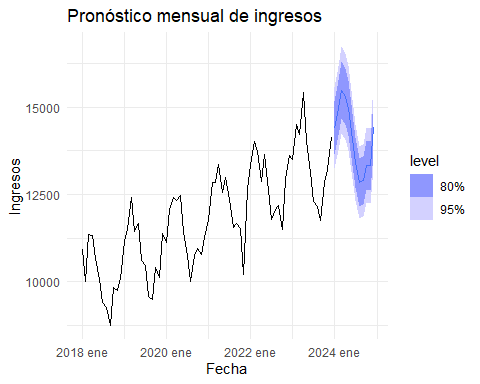 Pronóstico mensual de ingresos
Ingresos
15000
12500
10000
2018 ene 2020 ene 2022 ene 2024 ene
Fecha
level
80%
95%